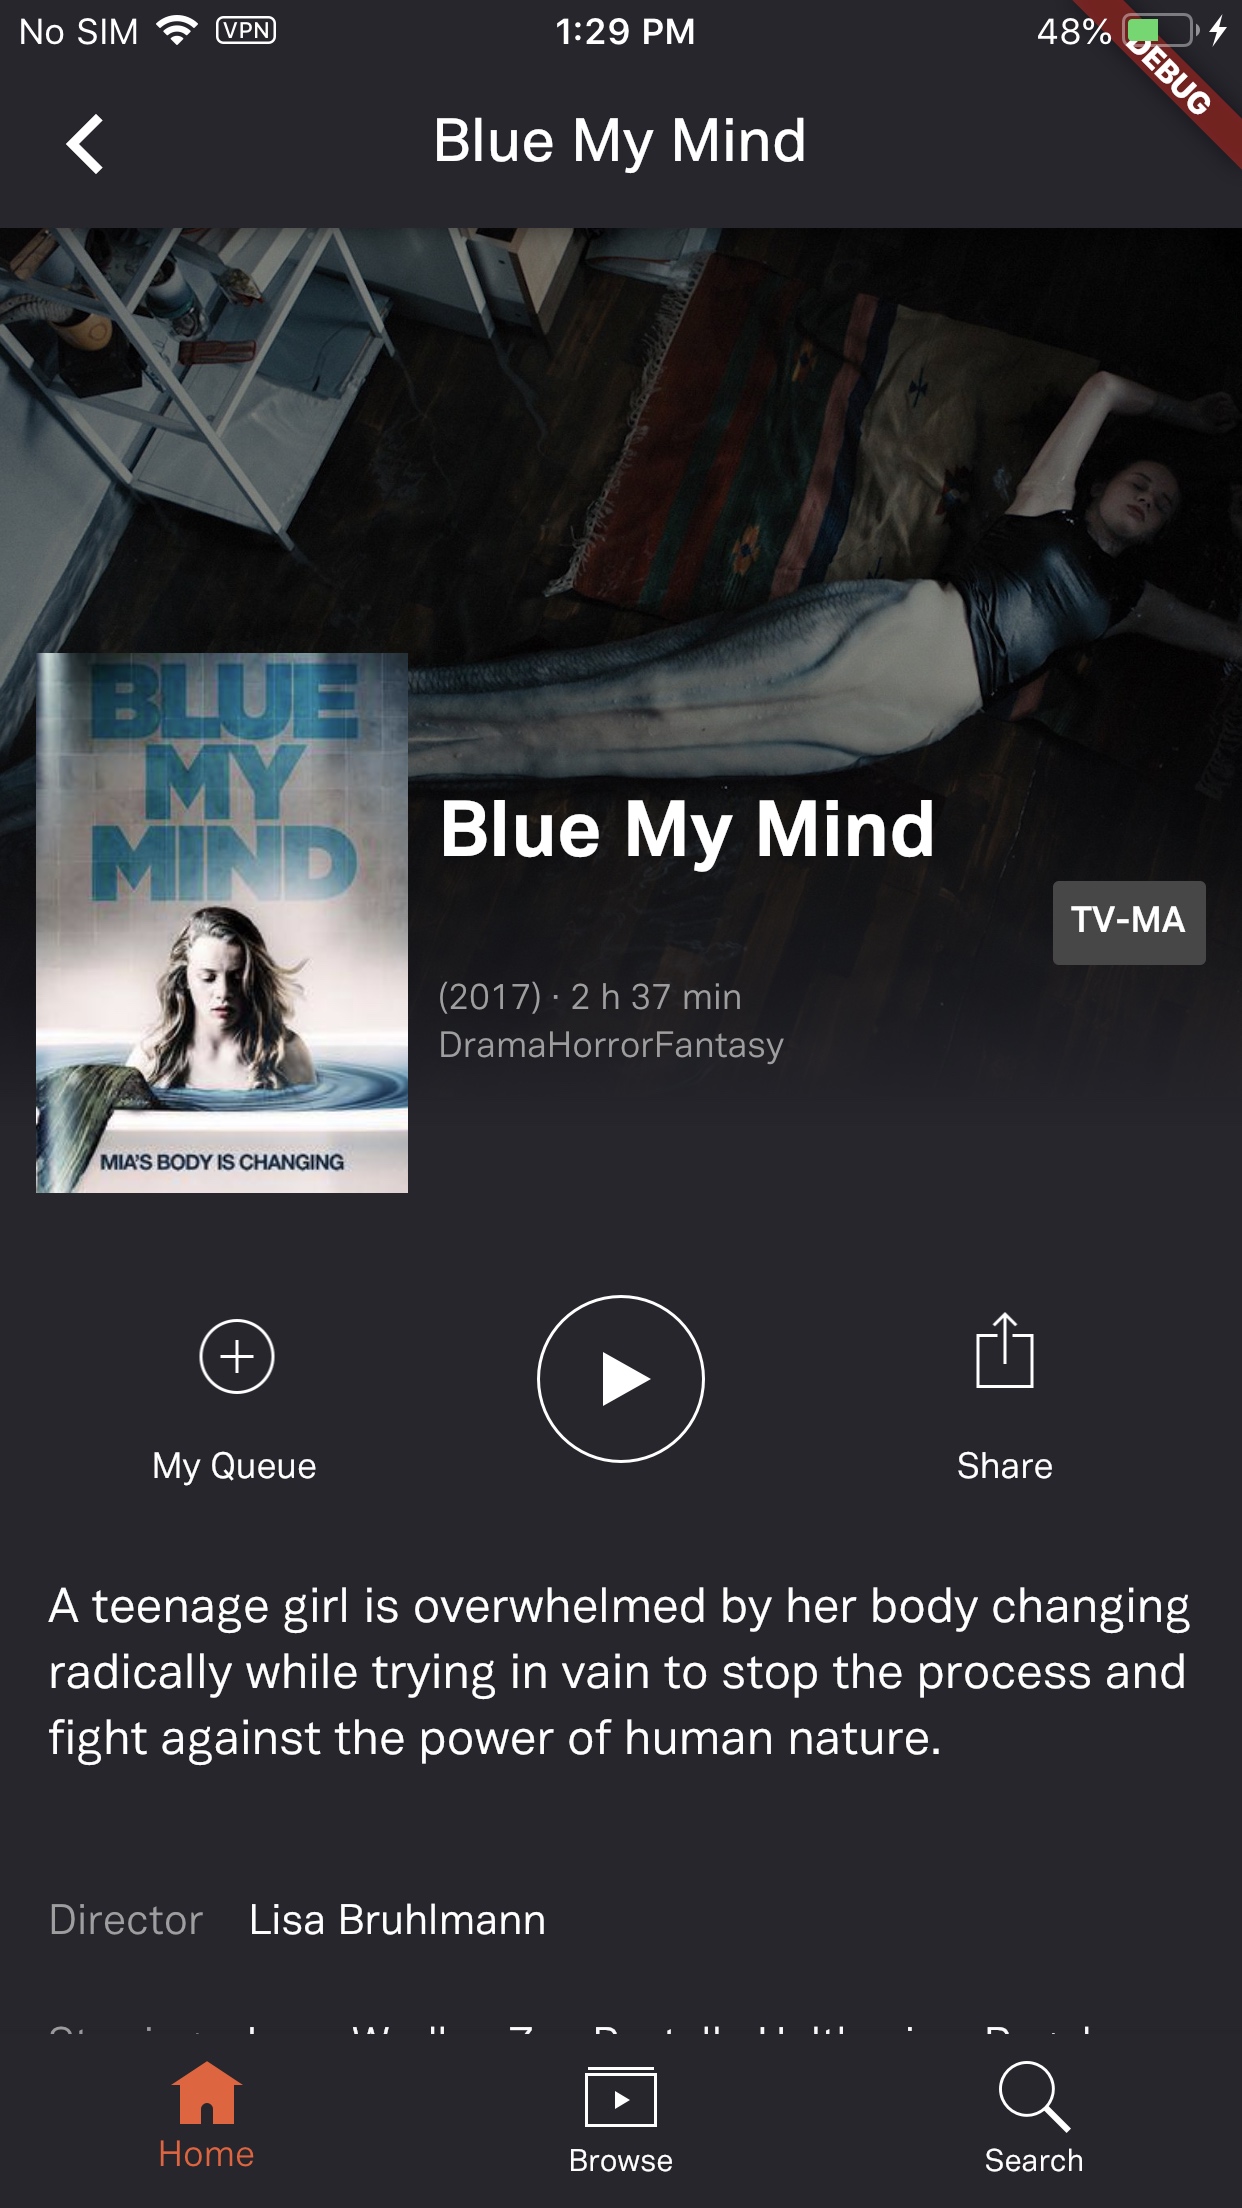 No SIM VPN 1:29 PM 48%
DEBUG
Blue My Mind
BLUE
MY
MIND
MIA'S BODY IS CHANGING
Blue My Mind
TV-MA
(2017) · 2 h 37 min
DramaHorrorFantasy
My Queue
Share
A teenage girl is overwhelmed by her body changing
radically while trying in vain to stop the process and
fight against the power of human nature.
Director Lisa Bruhlmann
Home
Browse
Search